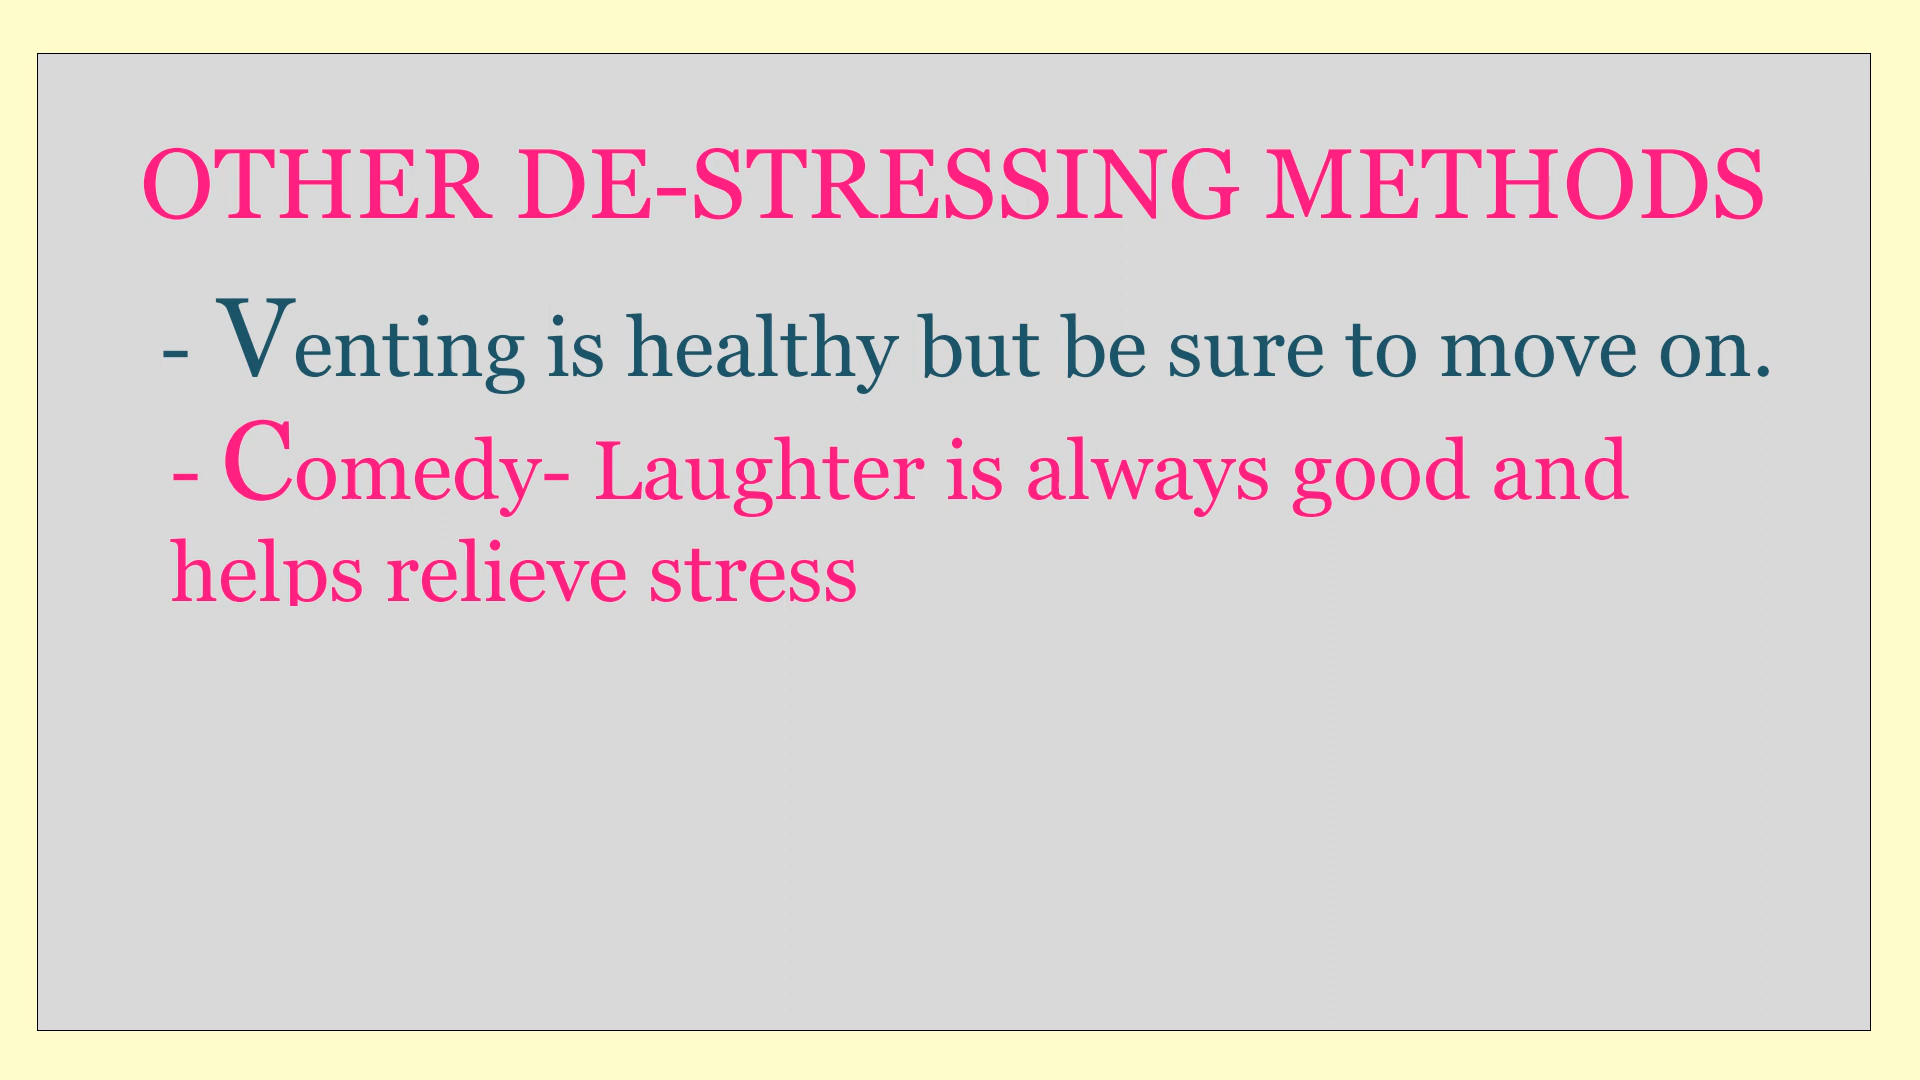 OTHER DE-STRESSING METHODS
- Venting is healthy but be sure to move on.
- Comedy- Laughter is always good and
helps relieve stress